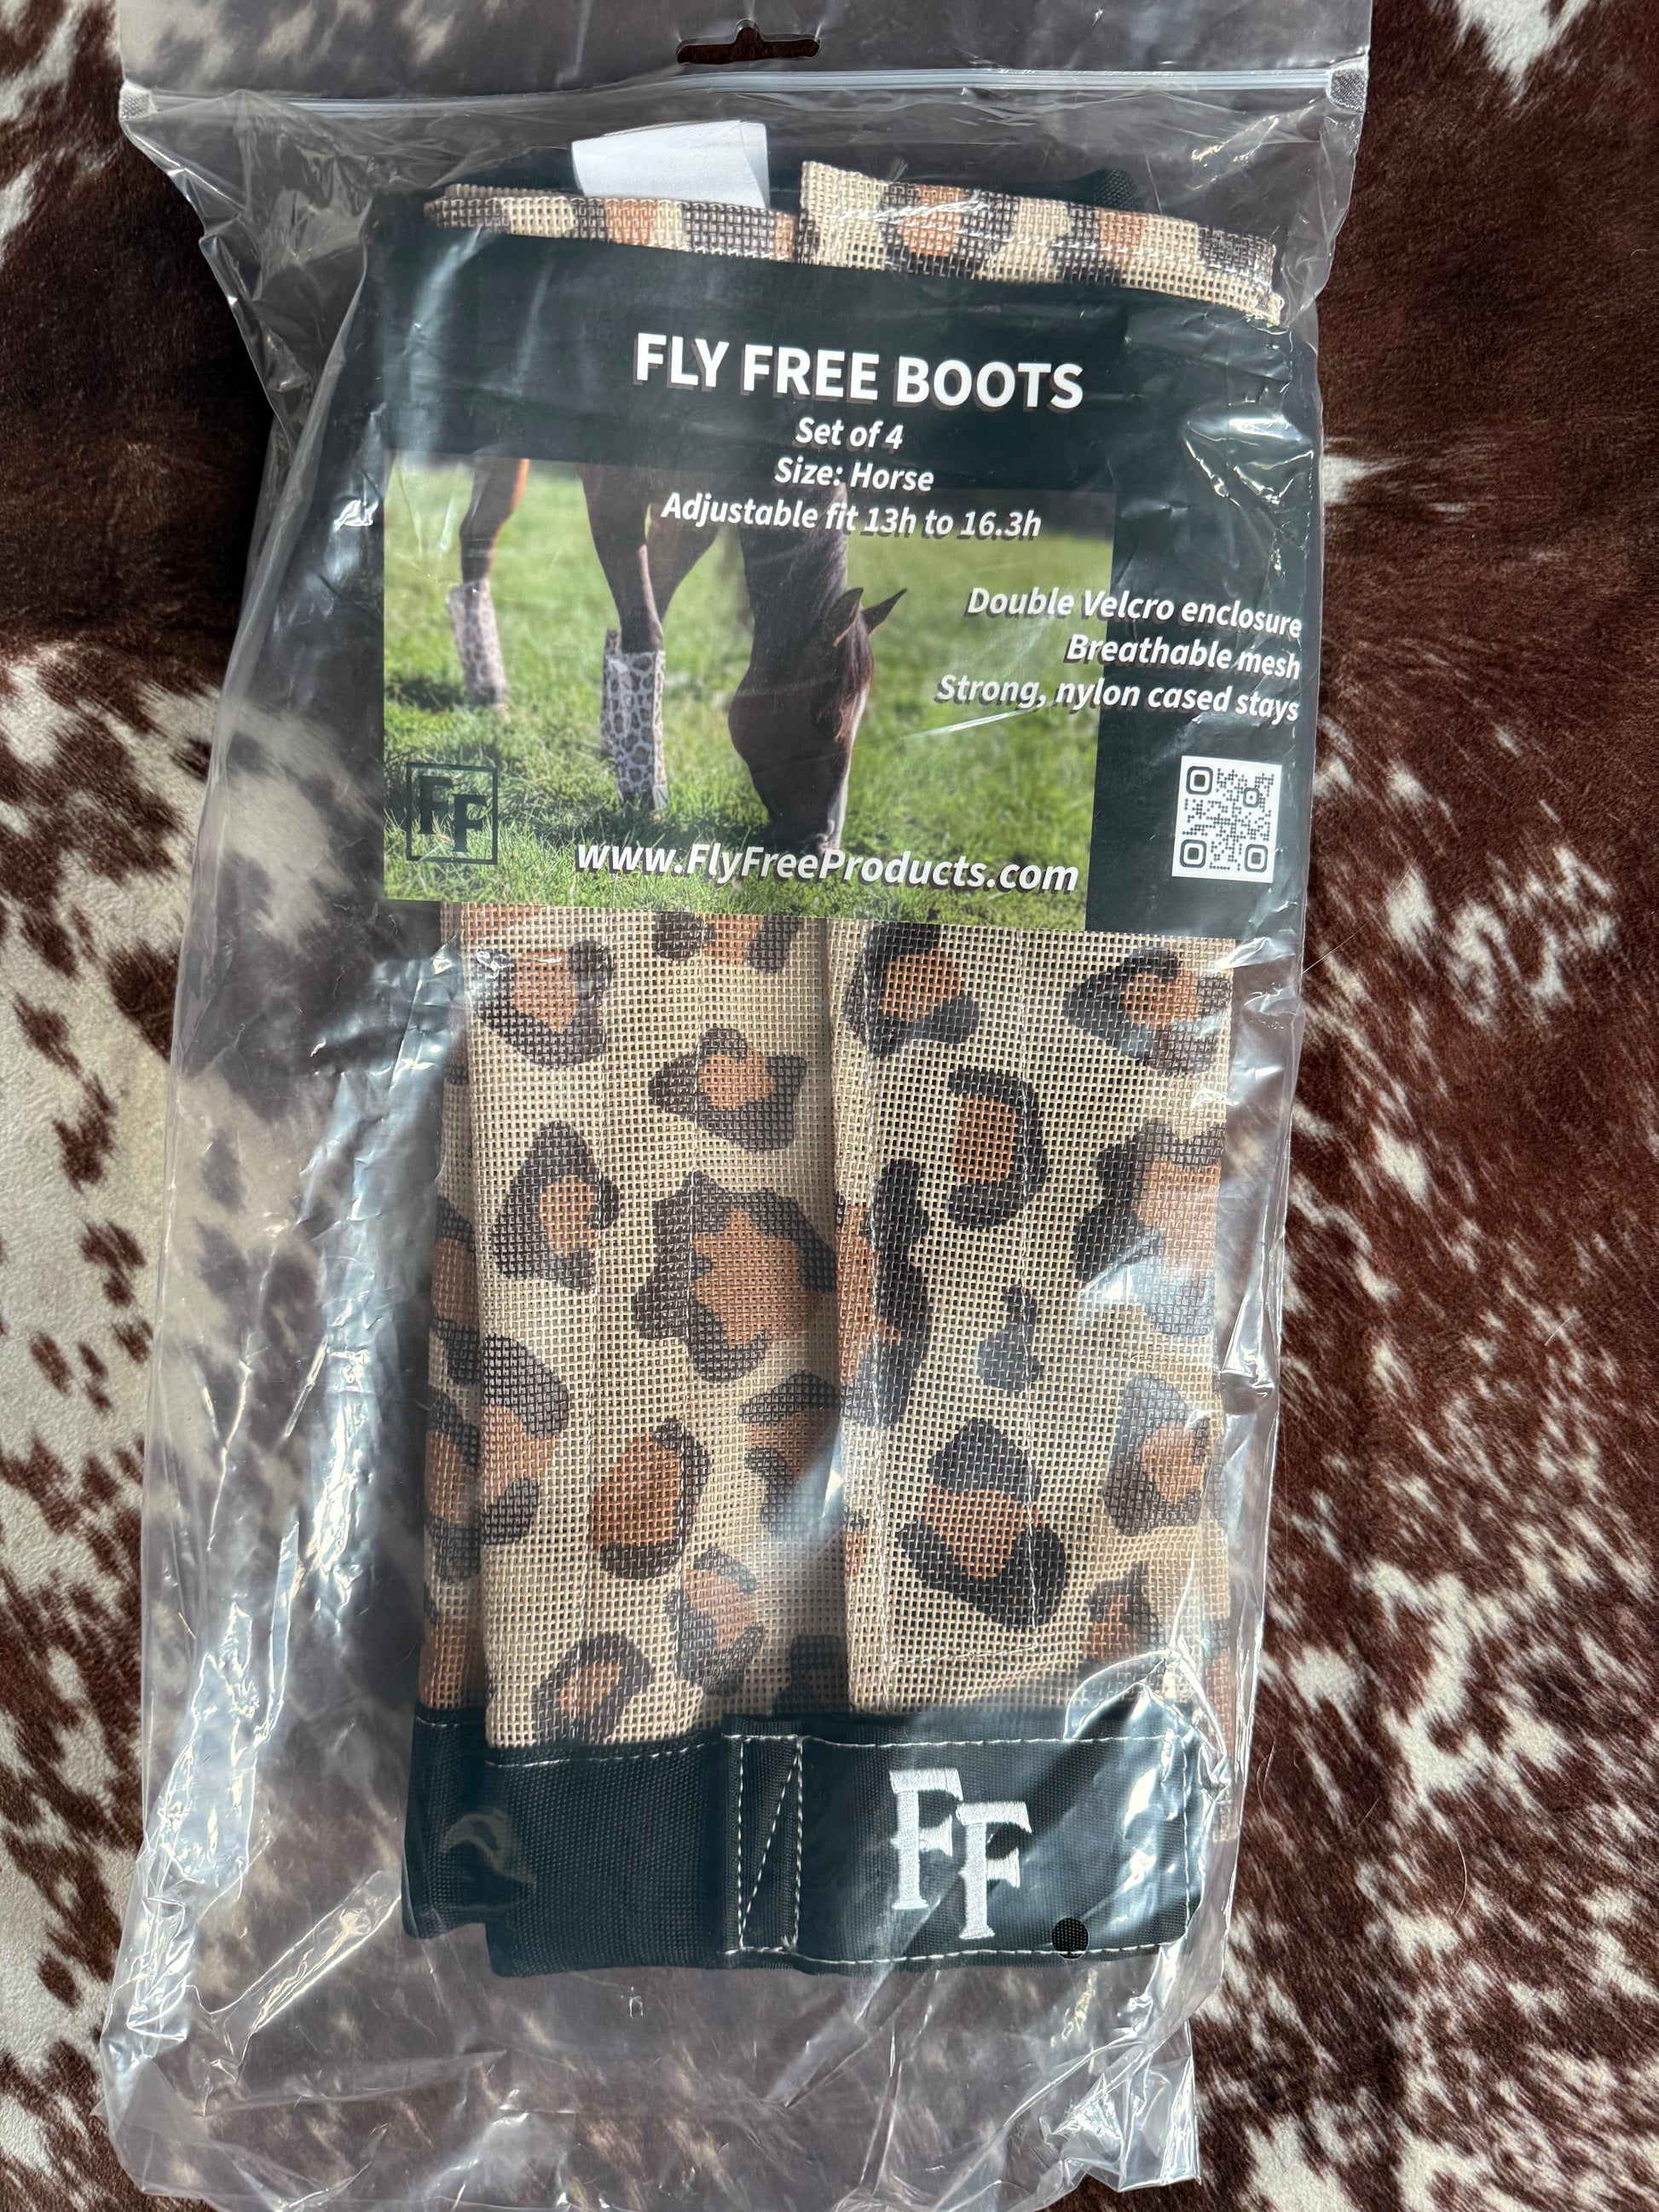 FLY FREE BOOTS
Set of 4
Size: Horse
Adjustable fit 13h to 16.3h
Double Velcro enclosure
Breathable mesh
Strong, nylon cased stays
FF
www.FlyFreeProducts.com
FF